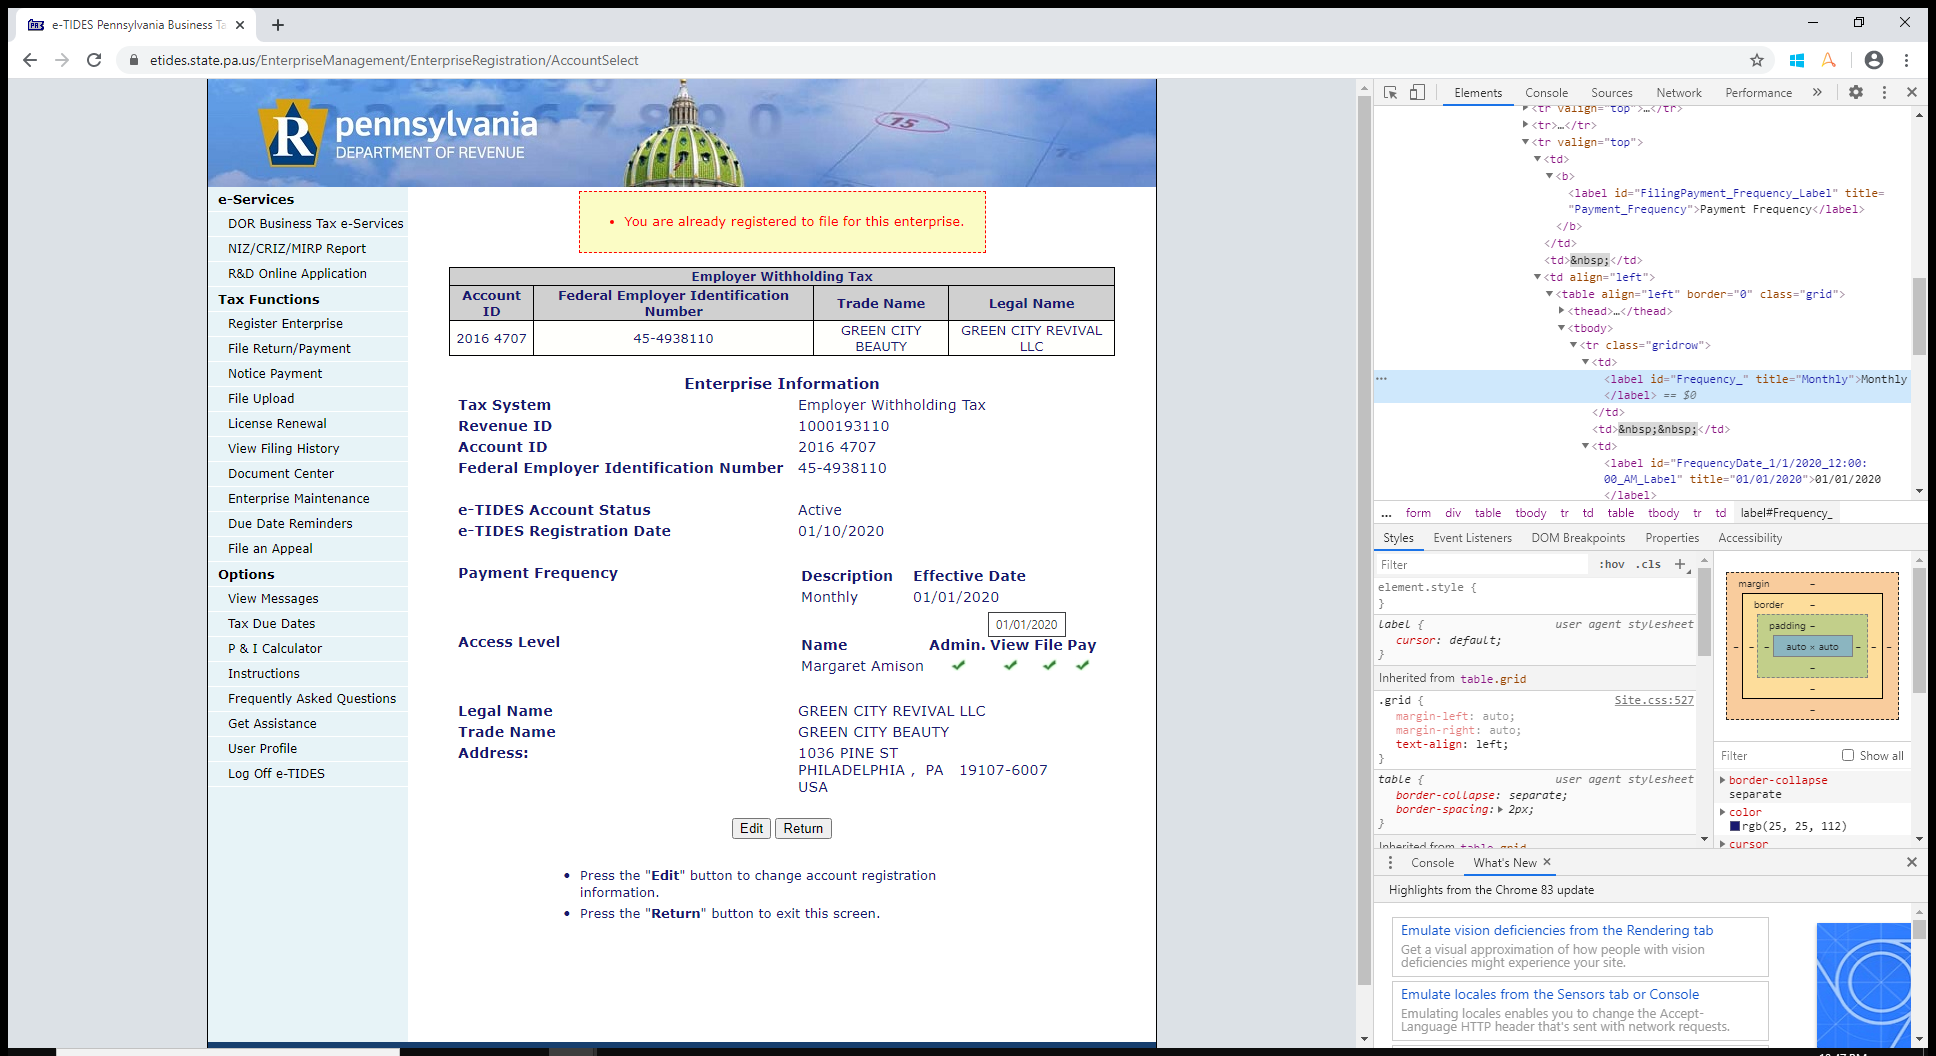 e-TIDES Pennsylvania Business Ta
etides.state.pa.us/EnterpriseManagement/EnterpriseRegistration/AccountSelect
R pennsylvania
DEPARTMENT OF REVENUE
15
e-Services
DOR Business Tax e-Services
NIZ/CRIZ/MIRP Report
R&D Online Application
Tax Functions
Register Enterprise
File Return/Payment
Notice Payment
File Upload
License Renewal
View Filing History
Document Center
Enterprise Maintenance
Due Date Reminders
File an Appeal
Options
View Messages
Tax Due Dates
P & I Calculator
Instructions
Frequently Asked Questions
Get Assistance
User Profile
Log Off e-TIDES
• You are already registered to file for this enterprise.
Employer Withholding Tax
Account ID Federal Employer Identification Number Trade Name Legal Name
2016 4707 45-4938110 GREEN CITY BEAUTY GREEN CITY REVIVAL LLC
Enterprise Information
Tax System Employer Withholding Tax
Revenue ID 1000193110
Account ID 2016 4707
Federal Employer Identification Number 45-4938110
e-TIDES Account Status Active
e-TIDES Registration Date 01/10/2020
Payment Frequency Description Effective Date
Monthly 01/01/2020
01/01/2020
Access Level Name Admin. View File Pay
Margaret Amison
Legal Name GREEN CITY REVIVAL LLC
Trade Name GREEN CITY BEAUTY
Address: 1036 PINE ST
PHILADELPHIA , PA 19107-6007
USA
Edit Return
• Press the "Edit" button to change account registration
information.
• Press the "Return" button to exit this screen.
Elements Console Sources Network Performance »
<tr valign="top">…</tr>
<tr>…</tr>
<tr valign="top">
<td>
<b>
<label id="FilingPayment_Frequency_Label" title=
"Payment_Frequency">Payment Frequency</label>
</b>
</td>
<td>&nbsp;</td>
<td align="left">
<table align="left" border="0" class="grid">
<thead>…</thead>
<tbody>
<tr class="gridrow">
<td>
<label id="Frequency_" title="Monthly">Monthly
</label> == $0
</td>
<td>&nbsp;&nbsp;</td>
<td>
<label id="FrequencyDate_1/1/2020_12:00:
00_AM_Label" title="01/01/2020">01/01/2020
</label>
... form div table tbody tr td table tbody tr td label#Frequency_
Styles Event Listeners DOM Breakpoints Properties Accessibility
Filter :hov .cls +
element.style {
}
label { user agent stylesheet
cursor: default;
}
Inherited from table.grid
.grid { Site.css:527
margin-left: auto;
margin-right: auto;
text-align: left;
}
table { user agent stylesheet
border-collapse: separate;
border-spacing: 2px;
}
Inherited from table.grid
margin –
border –
padding –
– – – auto × auto – – –
–
–
–
Filter Show all
border-collapse
separate
color
rgb(25, 25, 112)
cursor
Console What's New
Highlights from the Chrome 83 update
Emulate vision deficiencies from the Rendering tab
Get a visual approximation of how people with vision
deficiencies might experience your site.
Emulate locales from the Sensors tab or Console
Emulating locales enables you to change the Accept-
Language HTTP header that's sent with network requests.